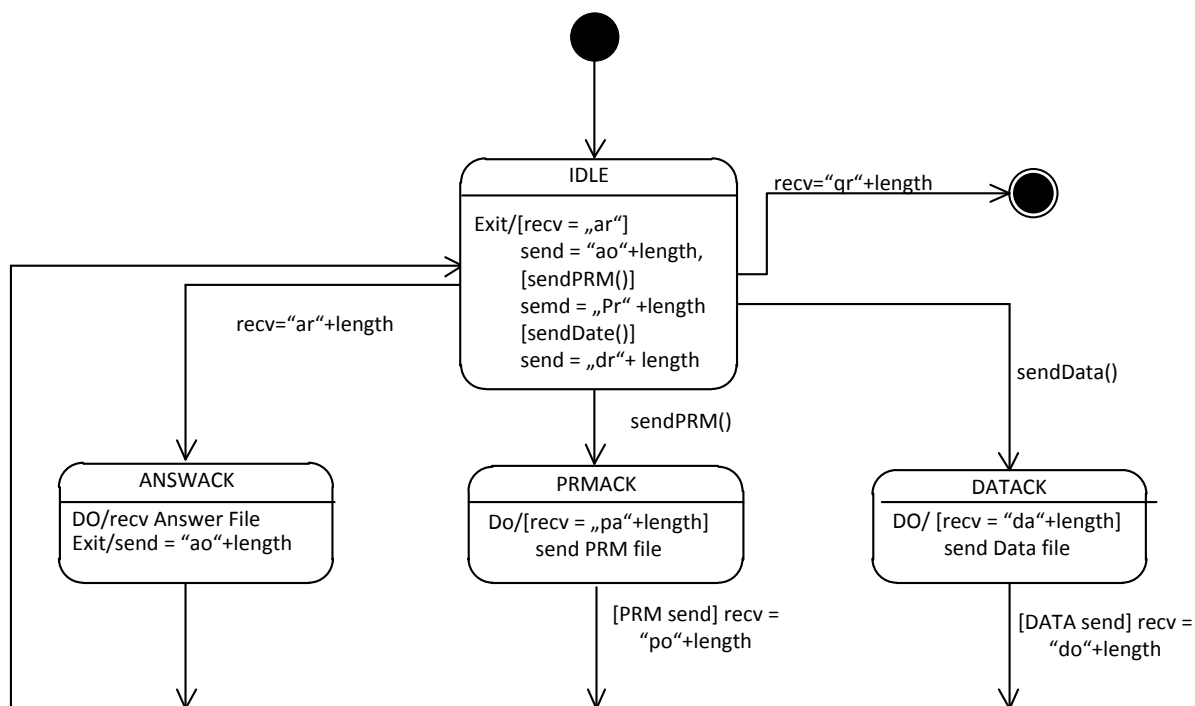 IDLE
Exit/[recv = „ar“]
send = “ao“+length,
[sendPRM()]
semd = „Pr“ +length
[sendDate()]
send = „dr“+ length
recv=“qr“+length
recv=“ar“+length
sendPRM()
sendData()
ANSWACK
DO/recv Answer File
Exit/send = “ao“+length
PRMACK
Do/[recv = „pa“+length]
send PRM file
DATACK
DO/ [recv = “da“+length]
send Data file
[PRM send] recv =
“po“+length
[DATA send] recv =
“do“+length